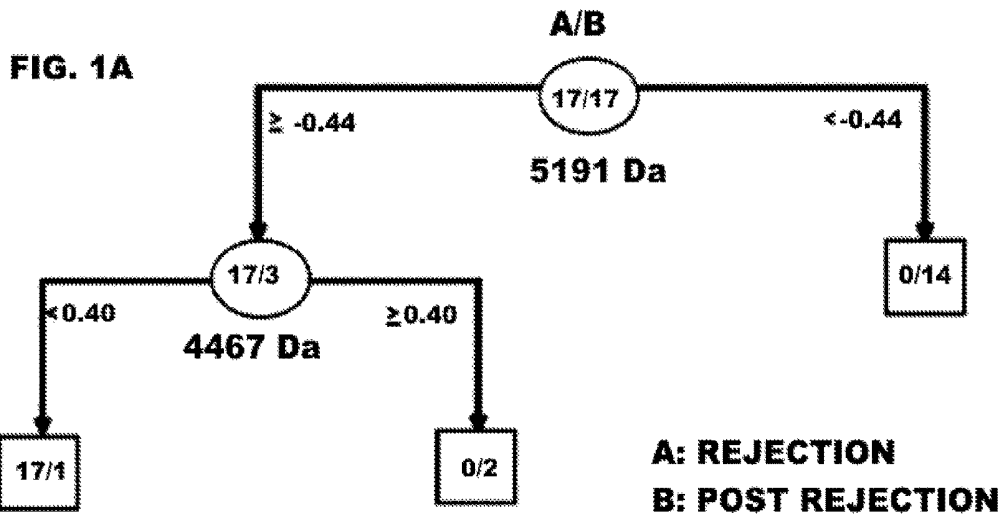 A/B
FIG. 1A
17/17
≥ -0.44
<-0.44
5191 Da
17/3
0/14
<0.40
≥0.40
4467 Da
17/1
0/2
A: REJECTION
B: POST REJECTION